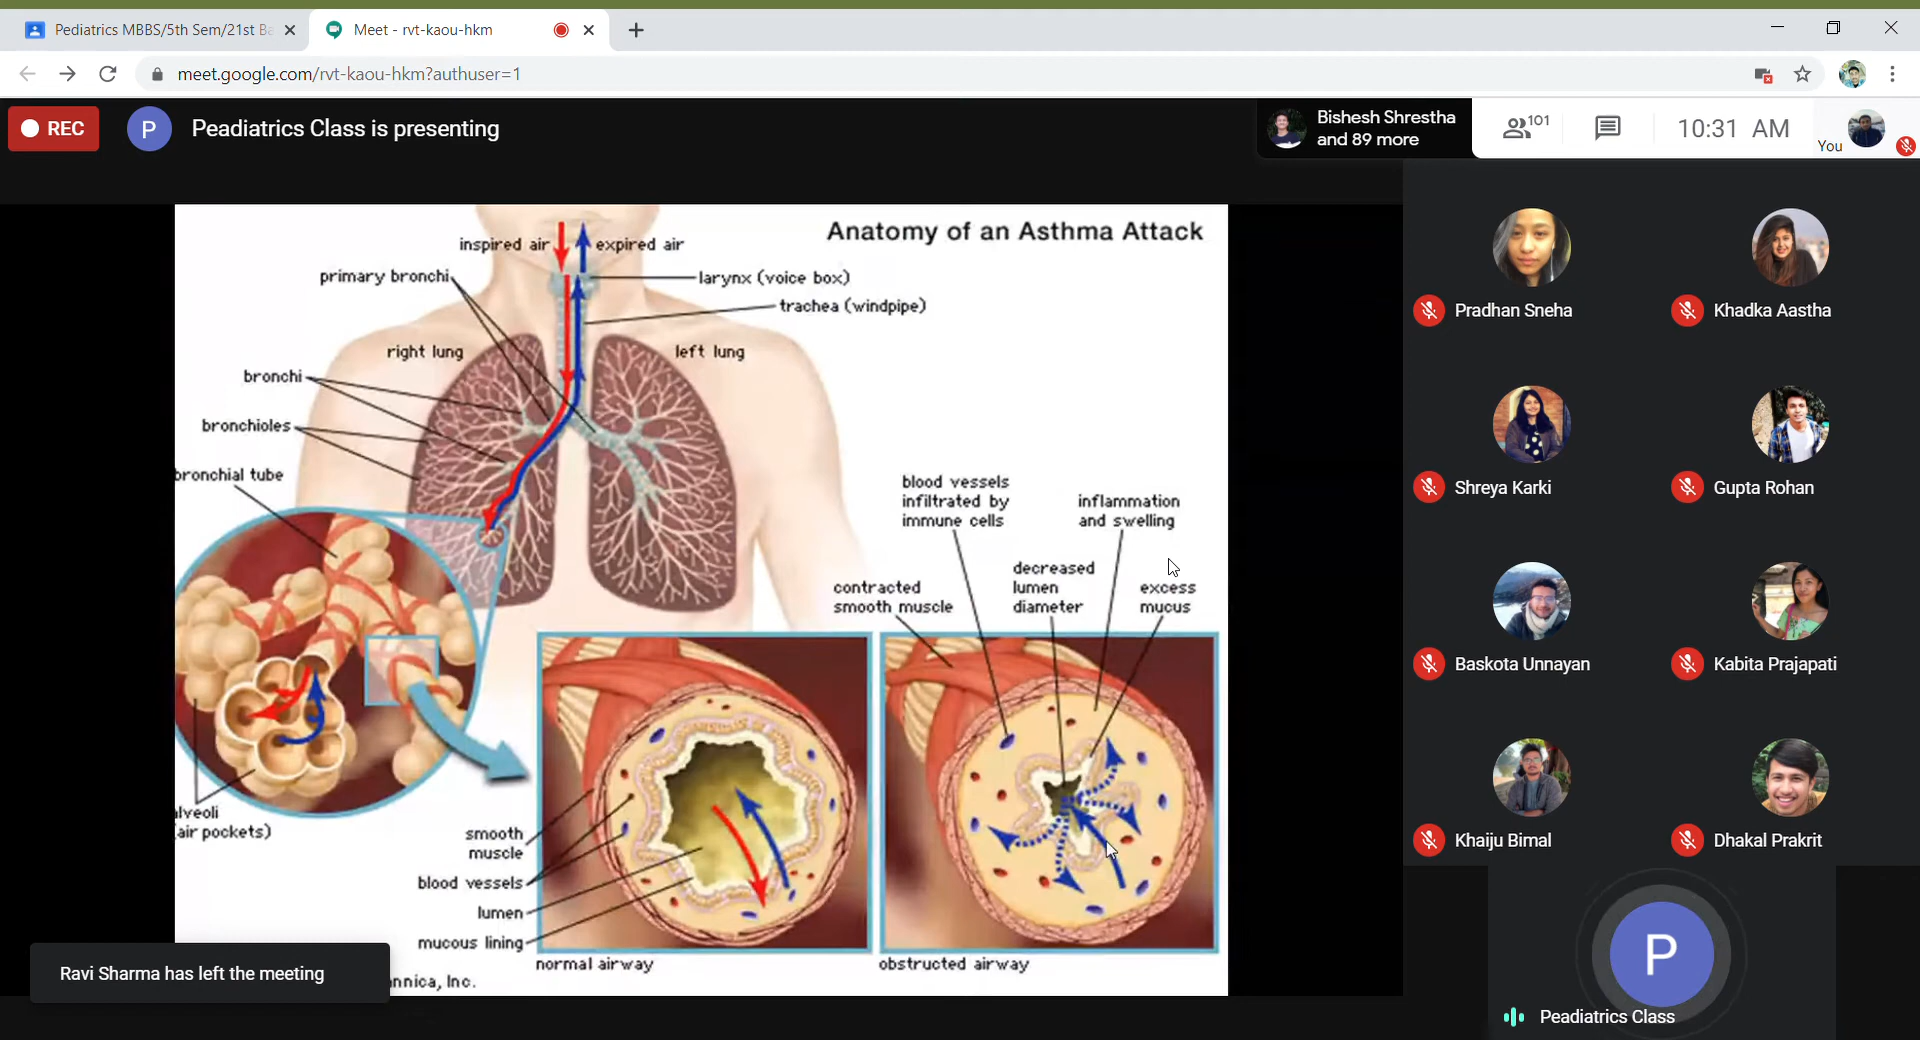 Pediatrics MBBS/5th Sem/21st Ba
Meet - rvt-kaou-hkm
meet.google.com/rvt-kaou-hkm?authuser=1
REC
P
Peadiatrics Class is presenting
Bishesh Shrestha
and 89 more
101
10:31 AM
You
Anatomy of an Asthma Attack
inspired air
expired air
primary bronchi
larynx (voice box)
trachea (windpipe)
right lung
left lung
bronchi
bronchioles
bronchial tube
blood vessels
infiltrated by
immune cells
inflammation
and swelling
contracted
smooth muscle
decreased
lumen
diameter
excess
mucus
alveoli
(air pockets)
smooth
muscle
blood vessels
lumen
mucous lining
normal airway
obstructed airway
nnica, Inc.
Ravi Sharma has left the meeting
Pradhan Sneha
Khadka Aastha
Shreya Karki
Gupta Rohan
Baskota Unnayan
Kabita Prajapati
Khaiju Bimal
Dhakal Prakrit
P
Peadiatrics Class